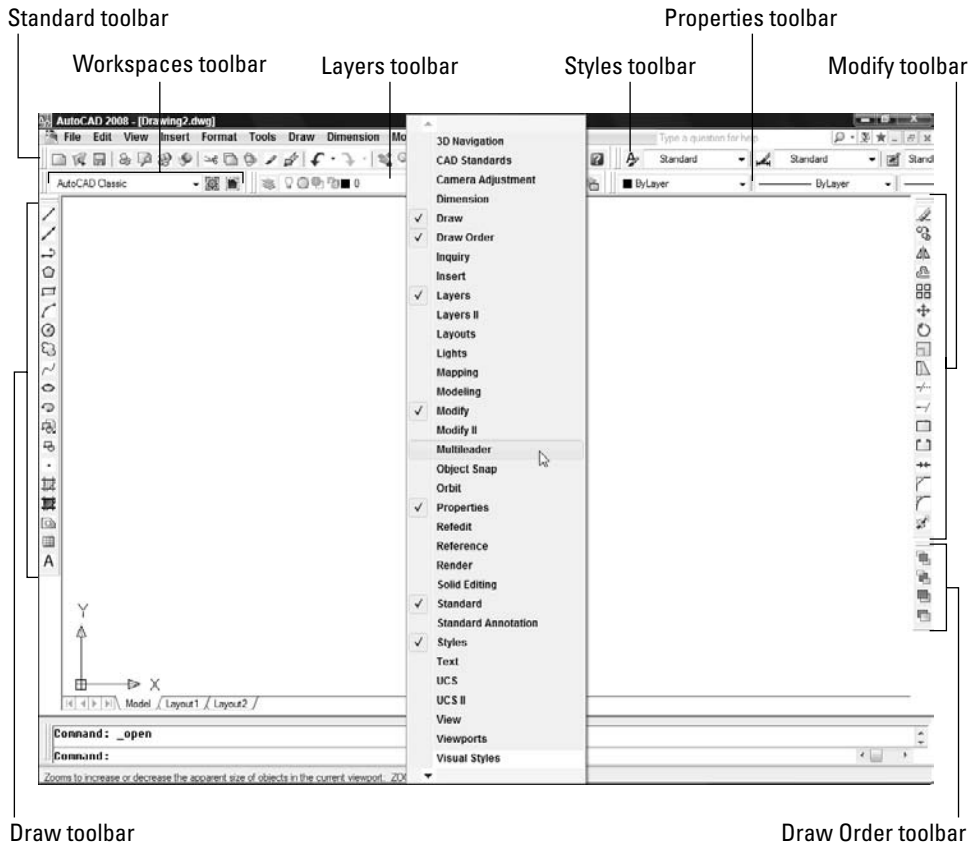 Standard toolbar
Properties toolbar
Workspaces toolbar
Layers toolbar
Styles toolbar
Modify toolbar
AutoCAD 2008 - [Drawing2.dwg]
File Edit View Insert Format Tools Draw Dimension Mo
Type a question for help
Standard
Standard
Stand
AutoCAD Classic
0
ByLayer
ByLayer
3D Navigation
CAD Standards
Camera Adjustment
Dimension
Draw
Draw Order
Inquiry
Insert
Layers
Layers II
Layouts
Lights
Mapping
Modeling
Modify
Modify II
Multileader
Object Snap
Orbit
Properties
Refedit
Reference
Render
Solid Editing
Standard
Standard Annotation
Styles
Text
UCS
UCS II
View
Viewports
Visual Styles
A
Y
X
Model Layout1 Layout2
Command: _open
Command:
Zooms to increase or decrease the apparent size of objects in the current viewport: ZOO
Draw toolbar
Draw Order toolbar